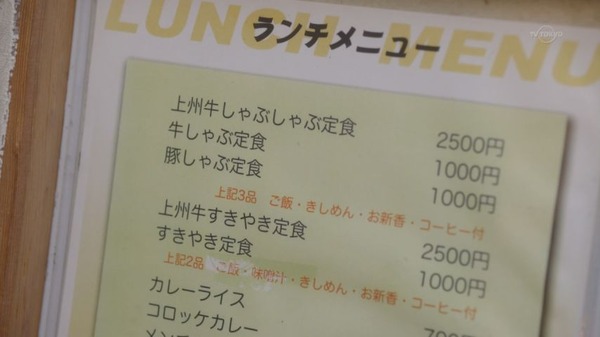 TV TOKYO
LUNCH MENU
ランチメニュー
上州牛しゃぶしゃぶ定食 2500円
牛しゃぶ定食 1000円
豚しゃぶ定食 1000円
上記3品 ご飯・きしめん・お新香・コーヒー付
上州牛すきやき定食 2500円
すきやき定食 1000円
上記2品 ご飯・味噌汁・きしめん・お新香・コーヒー付
カレーライス
コロッケカレー